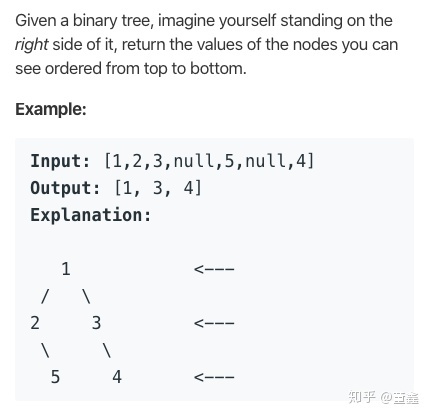 Given a binary tree, imagine yourself standing on the
right side of it, return the values of the nodes you can
see ordered from top to bottom.
Example:
Input: [1,2,3,null,5,null,4]
Output: [1, 3, 4]
Explanation:
   1            <---
 /   \
2     3         <---
 \     \
  5     4       <---
知乎 @董鑫